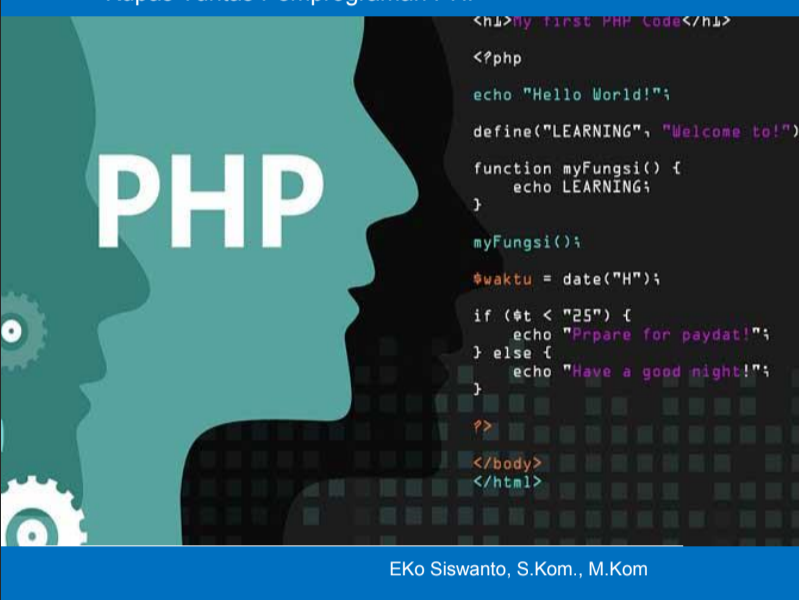 PHP
<h1>My first PHP Code</h1>
<?php
echo "Hello World!";
define("LEARNING", "Welcome to!")
function myFungsi() {
echo LEARNING;
}
myFungsi();
$waktu = date("H");
if ($t < "25") {
echo "Prpare for paydat!";
} else {
echo "Have a good night!";
}
?>
</body>
</html>
EKo Siswanto, S.Kom., M.Kom